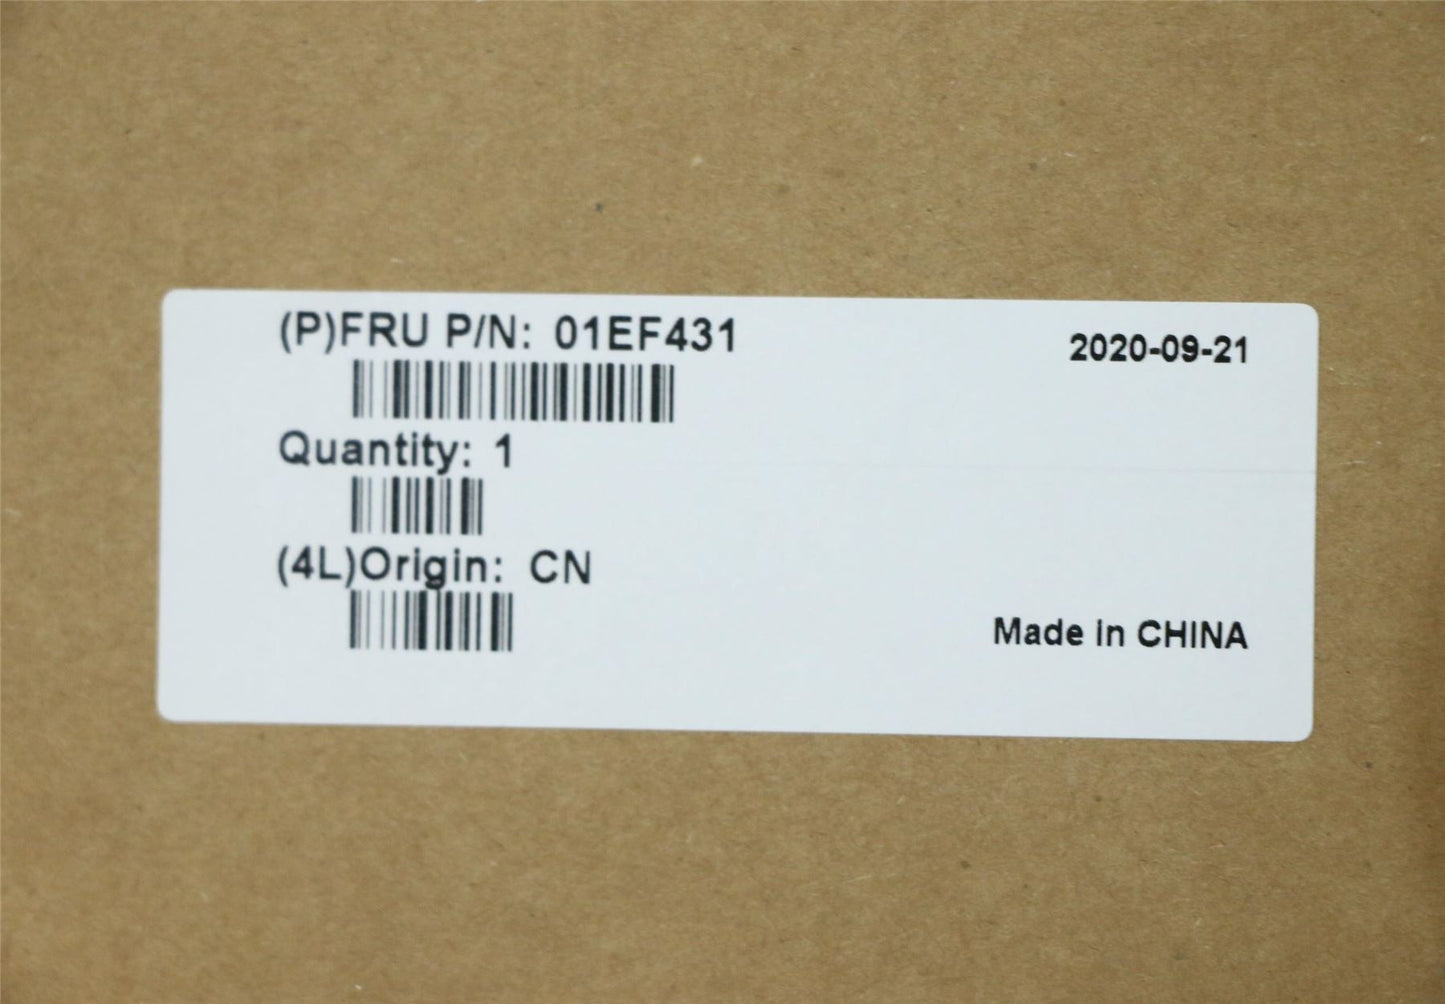 (P)FRU P/N: 01EF431
2020-09-21
Quantity: 1
(4L)Origin: CN
Made in CHINA